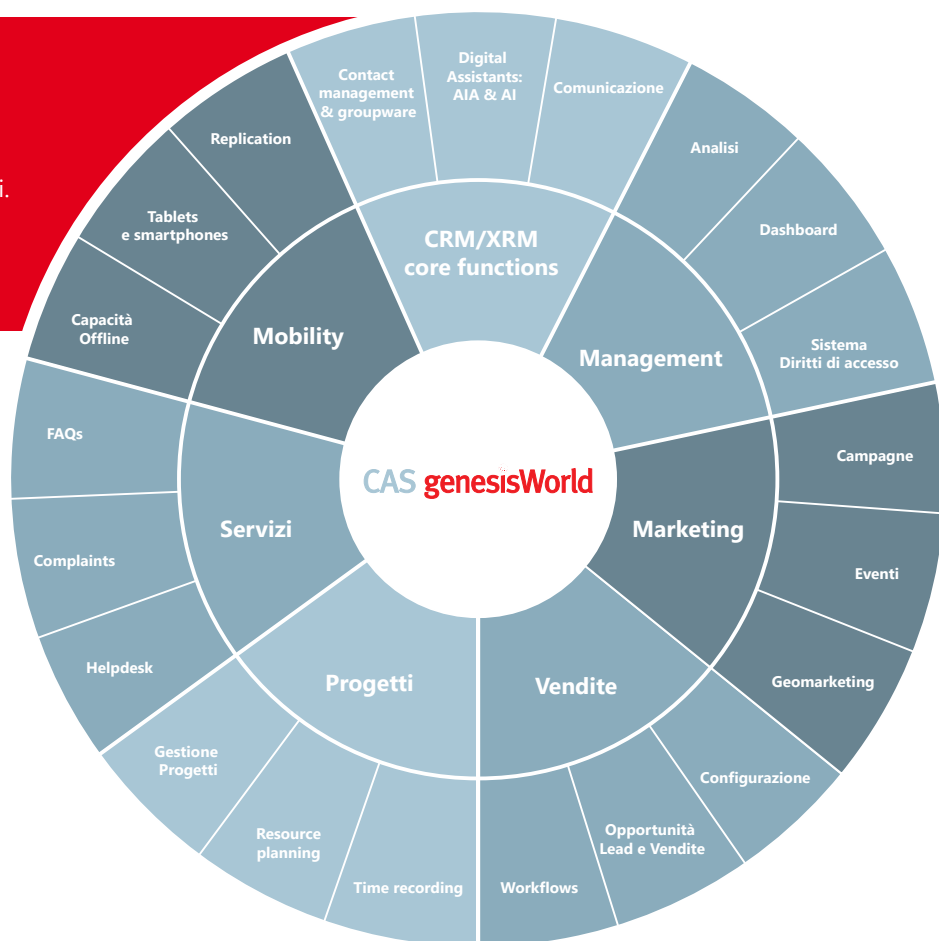 i.
Contact
management
& groupware
Digital
Assistants:
AIA & AI
Comunicazione
Analisi
Dashboard
Sistema
Diritti di accesso
Campagne
Eventi
Geomarketing
Configurazione
Opportunità
Lead e Vendite
Workflows
Time recording
Resource
planning
Gestione
Progetti
Helpdesk
Complaints
FAQs
Capacità
Offline
Tablets
e smartphones
Replication
CRM/XRM
core functions
Management
Marketing
Vendite
Progetti
Servizi
Mobility
CAS genesisWorld